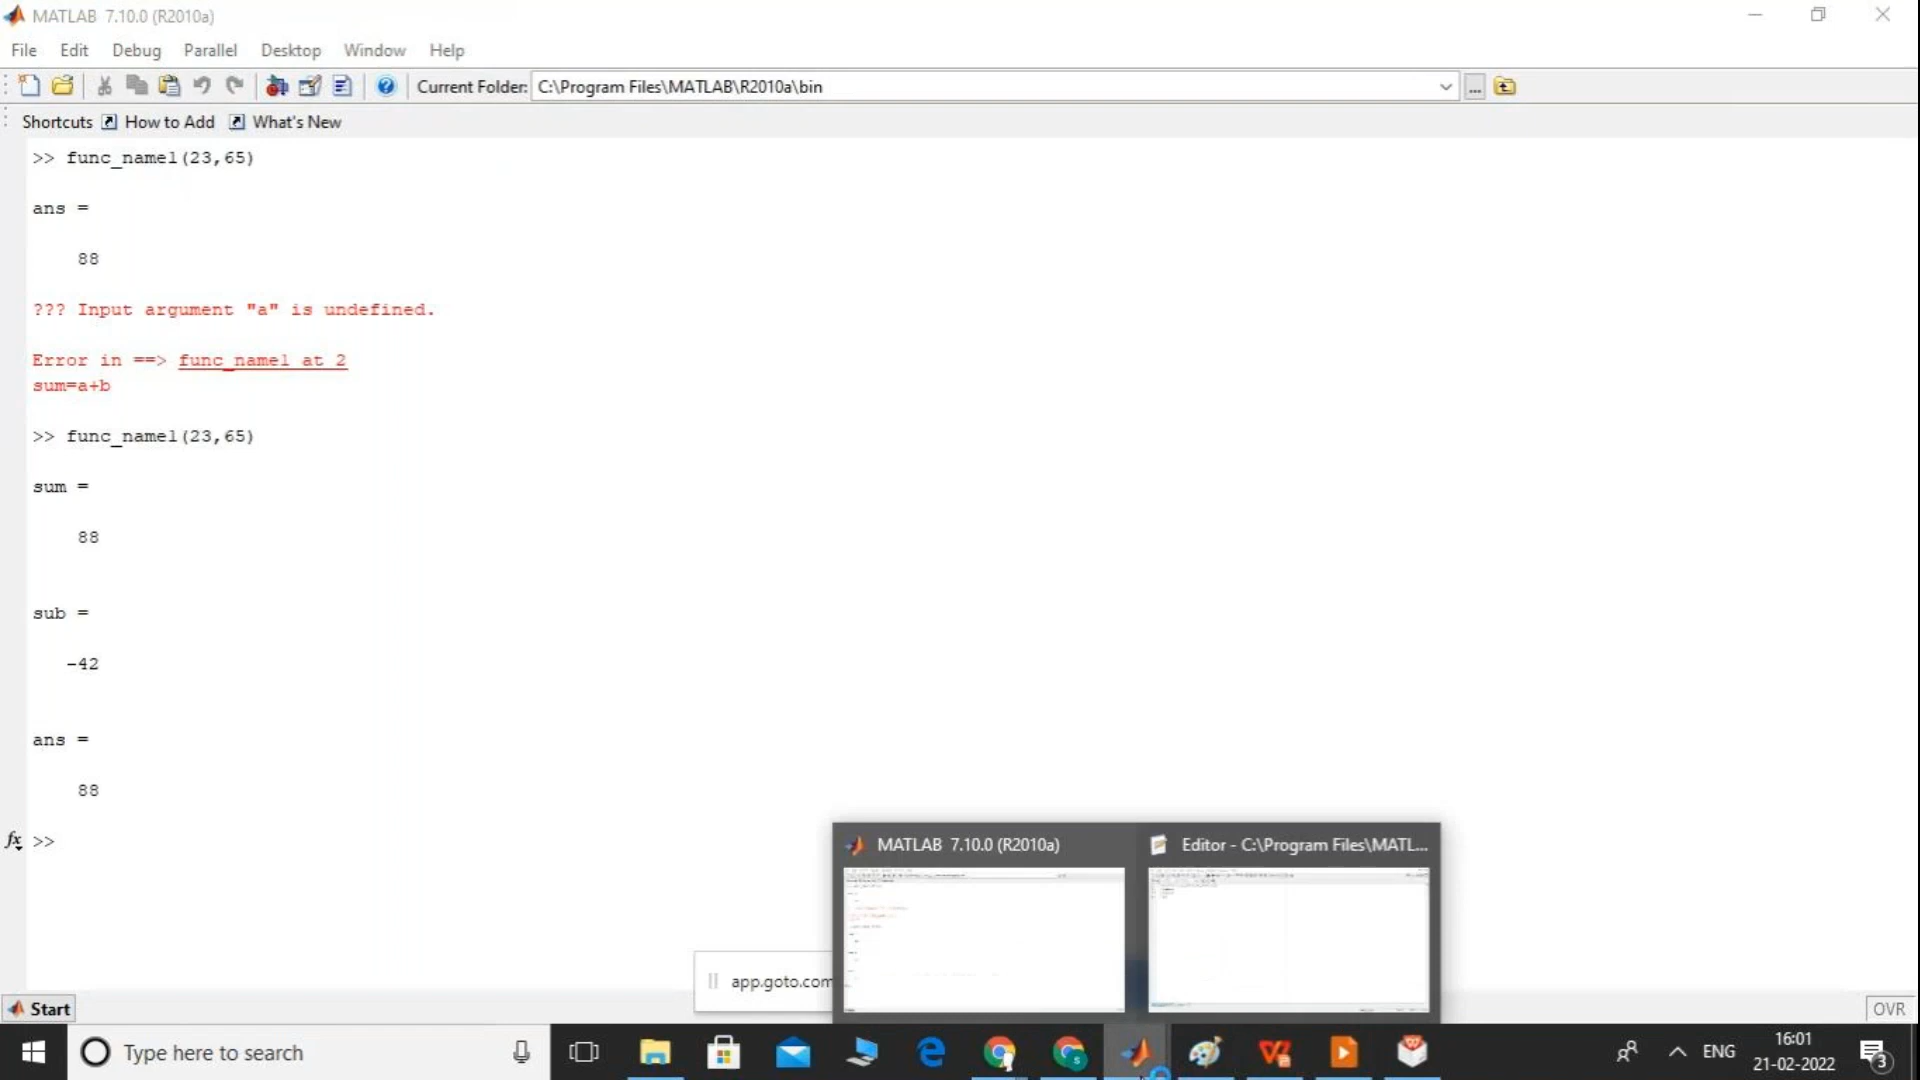 MATLAB 7.10.0 (R2010a)
File Edit Debug Parallel Desktop Window Help
Current Folder: C:\Program Files\MATLAB\R2010a\bin ...
Shortcuts How to Add What's New
>> func_name1(23,65)
ans =
88
??? Input argument "a" is undefined.
Error in ==> func_name1 at 2
sum=a+b
>> func_name1(23,65)
sum =
88
sub =
-42
ans =
88
fx >>
MATLAB 7.10.0 (R2010a)
Editor - C:\Program Files\MATL...
app.goto.com
Start
OVR
Type here to search
ENG
16:01
21-02-2022
3